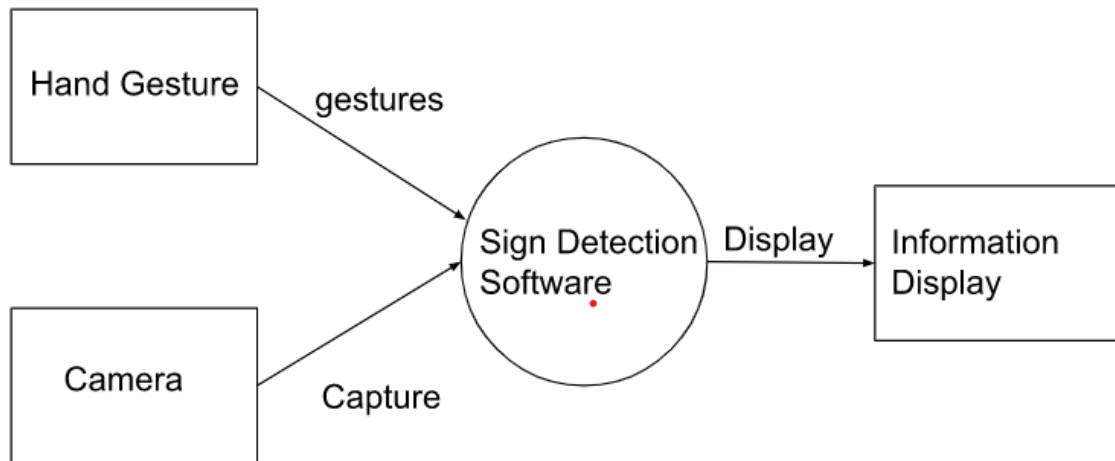 Hand Gesture
gestures
Sign Detection
Software
Display
Information
Display
Camera
Capture